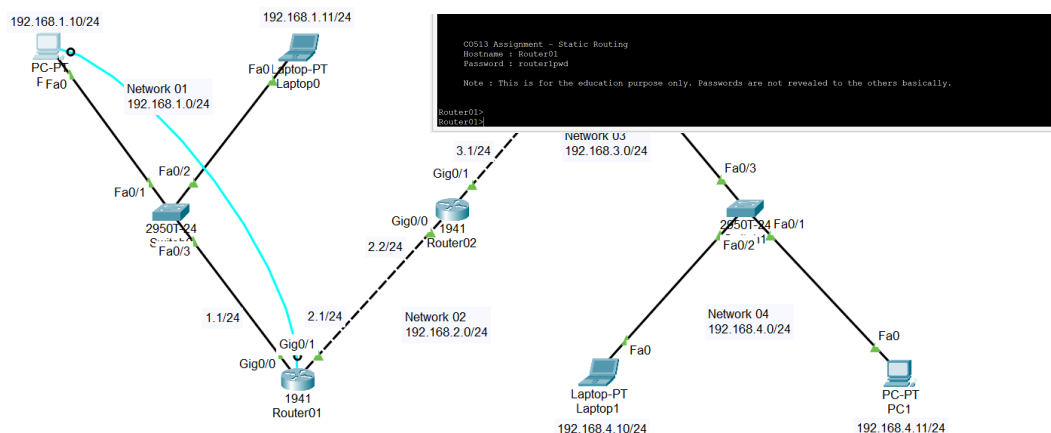 192.168.1.10/24
192.168.1.11/24
CO513 Assignment - Static Routing
Hostname : Router01
Password : router1pwd
Note : This is for the education purpose only. Passwords are not revealed to the others basically.
Router01>
Router01>
PC-PT
Fa0
Fa0
Laptop-PT
Laptop0
Network 01
192.168.1.0/24
Network 03
192.168.3.0/24
3.1/24
Gig0/1
Fa0/3
Fa0/2
Fa0/1
2950T-24
Fa0/3
Gig0/0
1941
Router02
2.2/24
2950T-24
Fa0/1
Fa0/2
1.1/24
2.1/24
Network 02
192.168.2.0/24
Network 04
192.168.4.0/24
Gig0/1
Gig0/0
1941
Router01
Fa0
Laptop-PT
Laptop1
192.168.4.10/24
Fa0
PC-PT
PC1
192.168.4.11/24